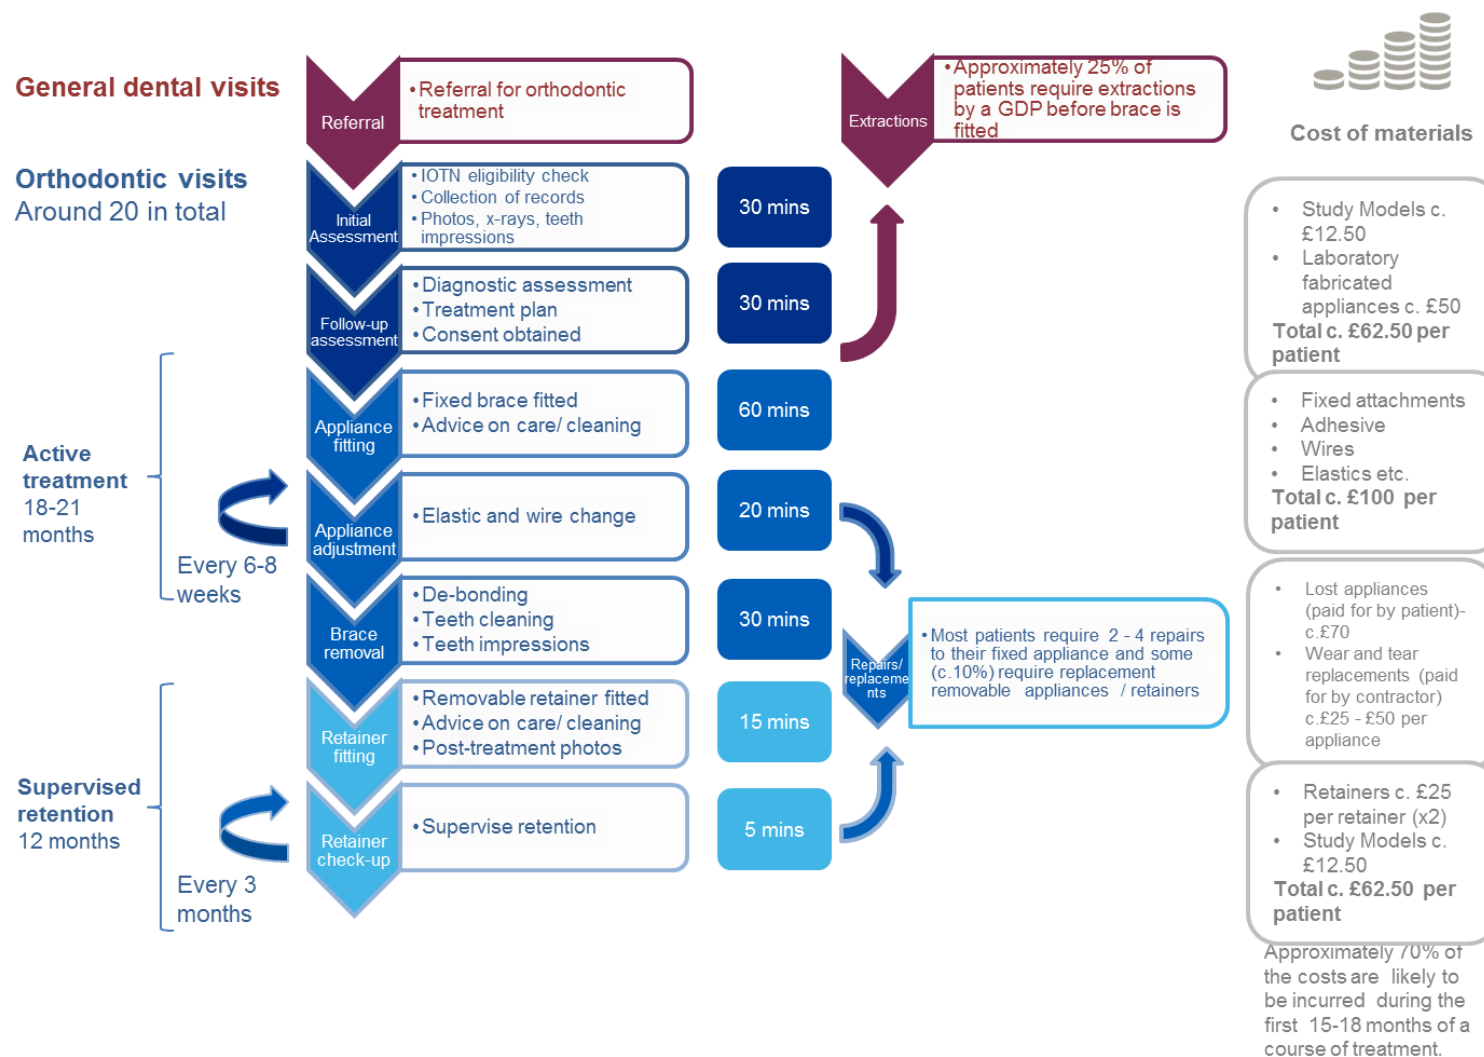 General dental visits
Referral
• Referral for orthodontic
treatment
Extractions
• Approximately 25% of
patients require extractions
by a GDP before brace is
fitted
Cost of materials
Orthodontic visits
Around 20 in total
Initial
Assessment
• IOTN eligibility check
• Collection of records
• Photos, x-rays, teeth
impressions
30 mins
• Study Models c.
£12.50
• Laboratory
fabricated
appliances c. £50
Total c. £62.50 per
patient
Follow-up
assessment
• Diagnostic assessment
• Treatment plan
• Consent obtained
30 mins
Active
treatment
18-21
months
Appliance
fitting
• Fixed brace fitted
• Advice on care/ cleaning
60 mins
• Fixed attachments
• Adhesive
• Wires
• Elastics etc.
Total c. £100 per
patient
Every 6-8
weeks
Appliance
adjustment
• Elastic and wire change
20 mins
Brace
removal
• De-bonding
• Teeth cleaning
• Teeth impressions
30 mins
Repairs/
replaceme
nts
• Most patients require 2 - 4 repairs
to their fixed appliance and some
(c.10%) require replacement
removable appliances / retainers
• Lost appliances
(paid for by patient)-
c.£70
• Wear and tear
replacements (paid
for by contractor)
c.£25 - £50 per
appliance
Supervised
retention
12 months
Retainer
fitting
• Removable retainer fitted
• Advice on care/ cleaning
• Post-treatment photos
15 mins
Every 3
months
Retainer
check-up
• Supervise retention
5 mins
• Retainers c. £25
per retainer (x2)
• Study Models c.
£12.50
Total c. £62.50 per
patient
Approximately 70% of
the costs are likely to
be incurred during the
first 15-18 months of a
course of treatment.